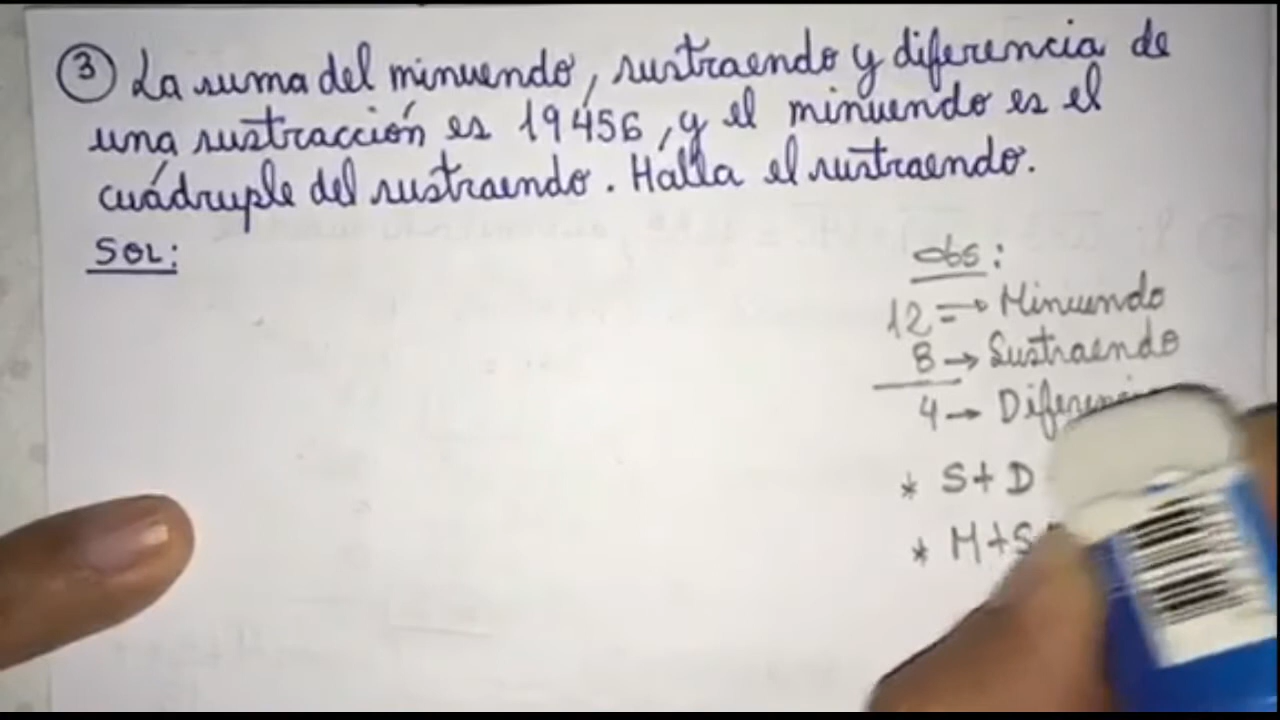 3 La suma del minuendo, sustraendo y diferencia de
una sustracción es 19456, y el minuendo es el
cuádruple del sustraendo. Halla el sustraendo.
SOL:
obs:
12 → Minuendo
8 → Sustraendo
4 →
* S+D
* M+S